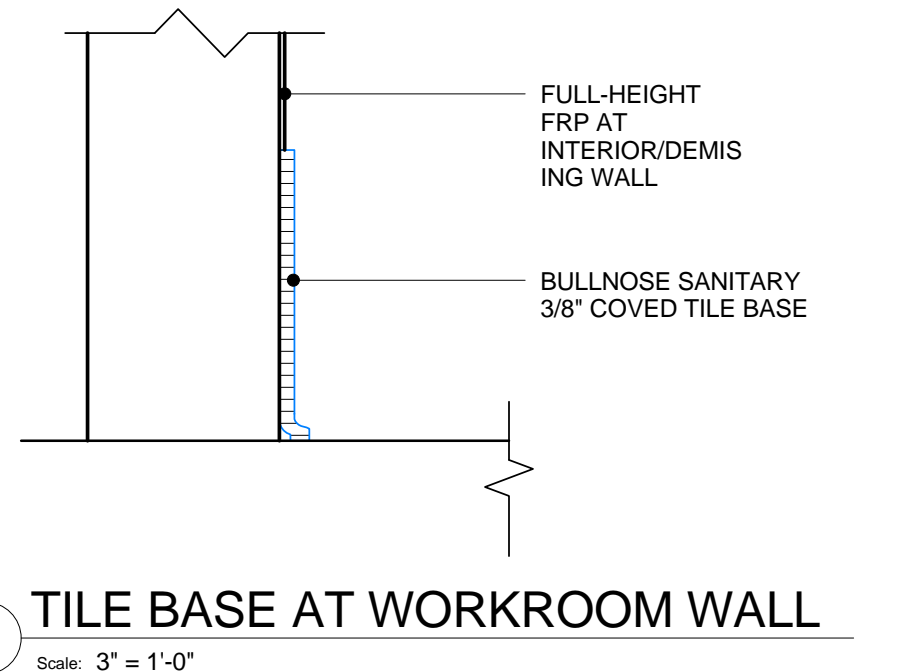 FULL-HEIGHT
FRP AT
INTERIOR/DEMIS
ING WALL
BULLNOSE SANITARY
3/8" COVED TILE BASE
TILE BASE AT WORKROOM WALL
Scale: 3" = 1'-0"